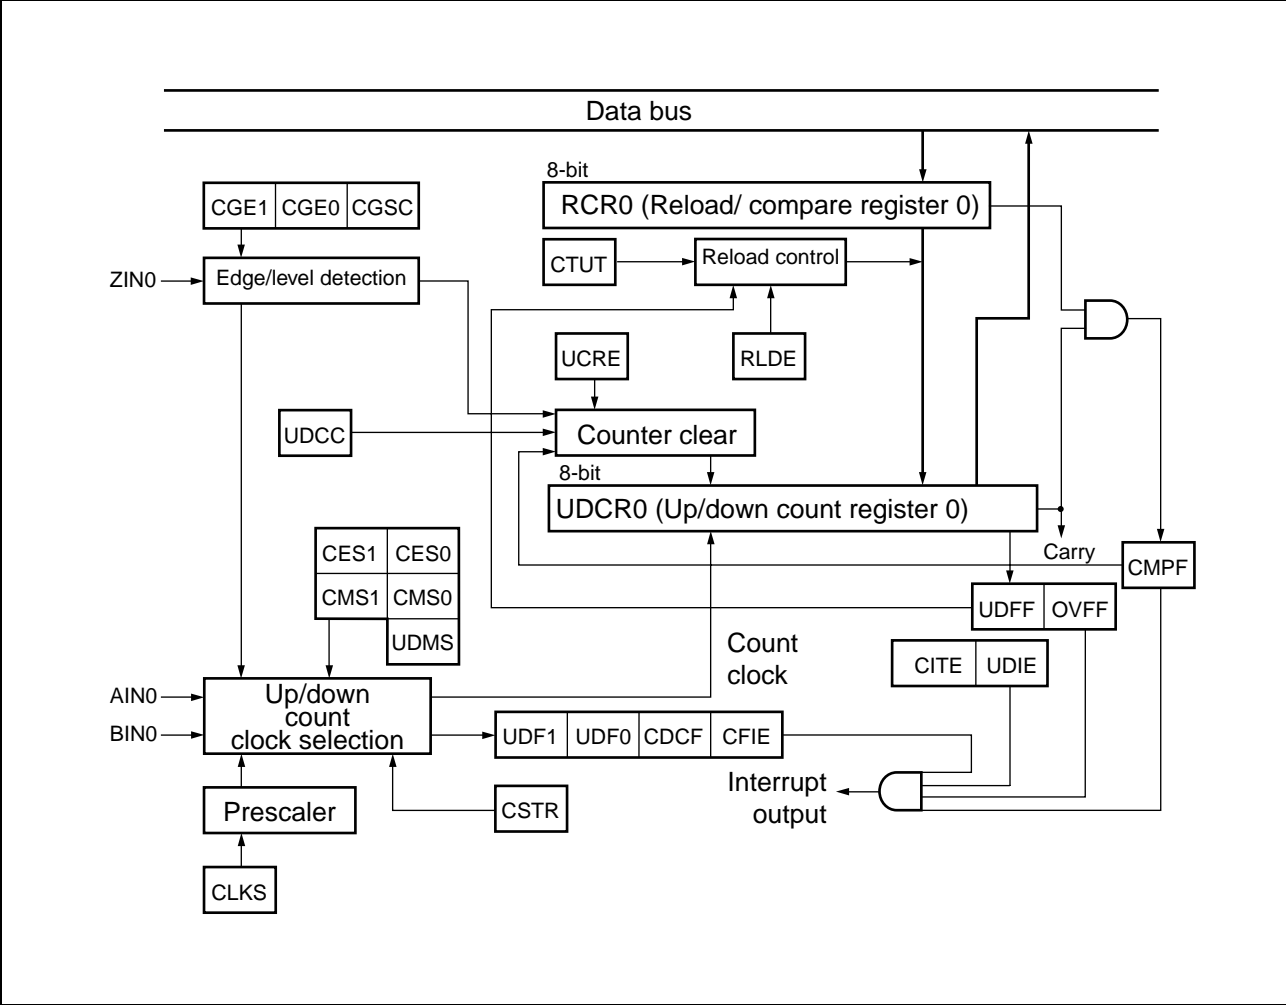 Data bus
8-bit
CGE1 CGE0 CGSC
RCR0 (Reload/ compare register 0)
CTUT
Reload control
ZIN0
Edge/level detection
UCRE
RLDE
UDCC
Counter clear
8-bit
UDCR0 (Up/down count register 0)
CES1 CES0
Carry
CMPF
CMS1 CMS0
UDFF OVFF
UDMS
Count
clock
CITE UDIE
AIN0
BIN0
Up/down
count
clock selection
UDF1 UDF0 CDCF CFIE
Interrupt
output
Prescaler
CSTR
CLKS